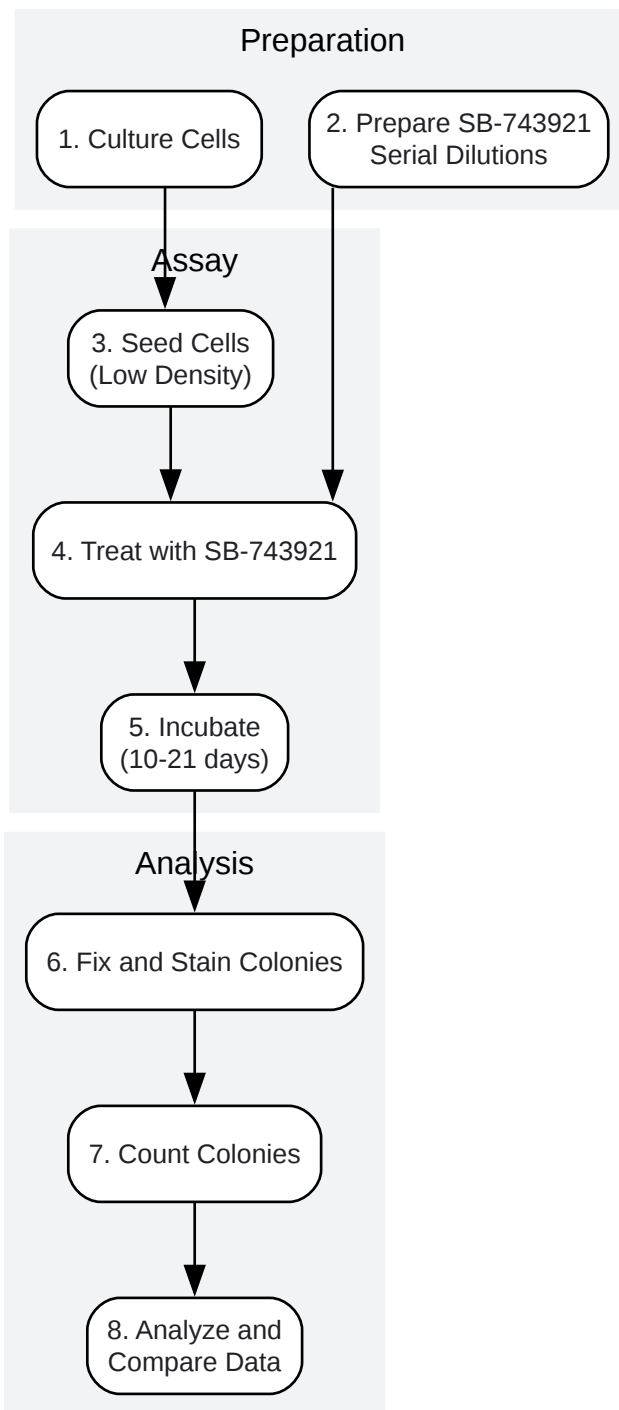 Preparation
1. Culture Cells
2. Prepare SB-743921
Serial Dilutions
Assay
3. Seed Cells
(Low Density)
4. Treat with SB-743921
5. Incubate
(10-21 days)
Analysis
6. Fix and Stain Colonies
7. Count Colonies
8. Analyze and
Compare Data